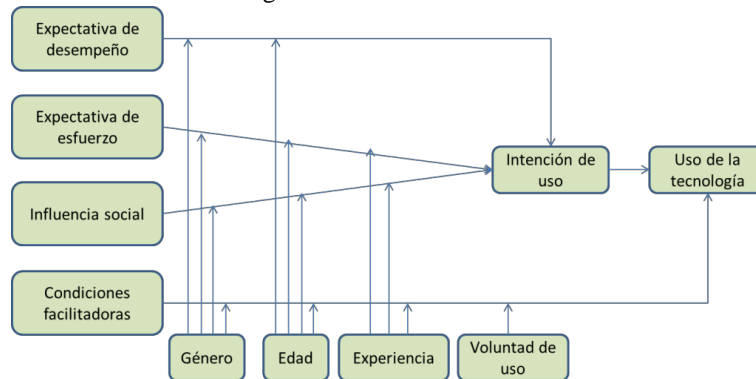 Expectativa de
desempeño
Expectativa de
esfuerzo
Influencia social
Condiciones
facilitadoras
Intención de
uso
Uso de la
tecnología
Género
Edad
Experiencia
Voluntad de
uso